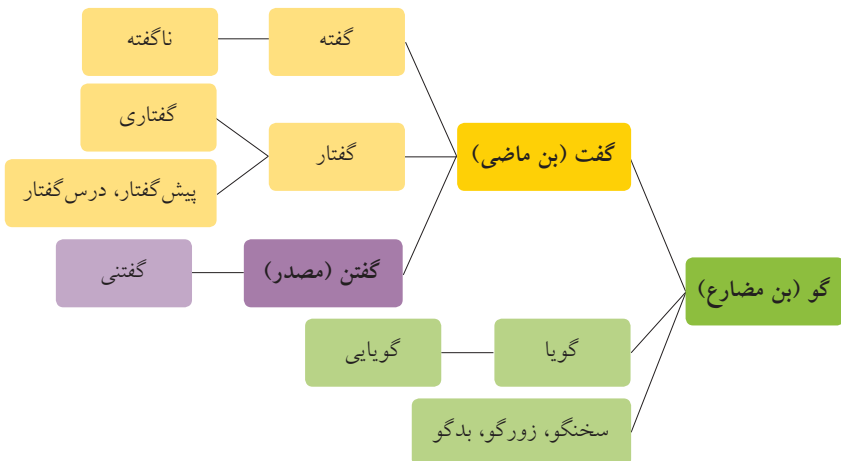 گو (بن مضارع)
گفت (بن ماضی)
گفته
ناگفته
گفتار
گفتاری
پیش‌گفتار، درس‌گفتار
گفتن (مصدر)
گفتنی
گویا
گویایی
سخنگو، زورگو، بدگو